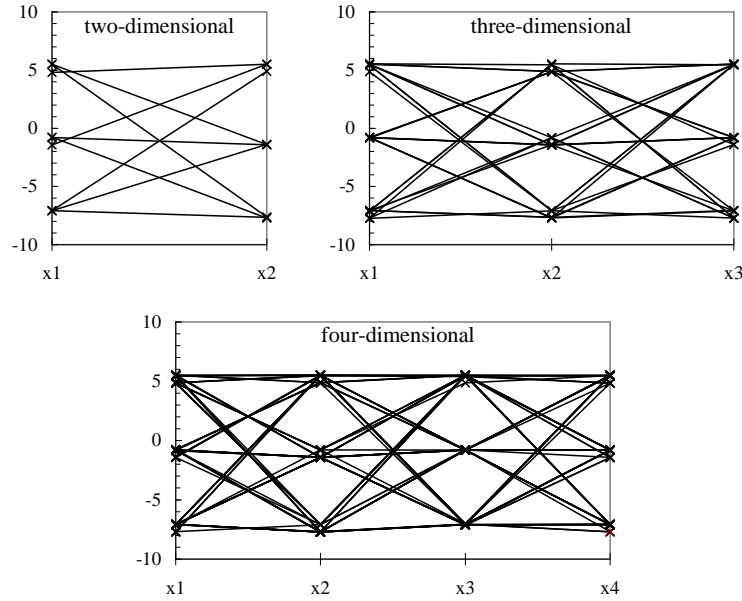 two-dimensional
10
5
0
-5
-10
x1
x2
three-dimensional
10
5
0
-5
-10
x1
x2
x3
four-dimensional
10
5
0
-5
-10
x1
x2
x3
x4